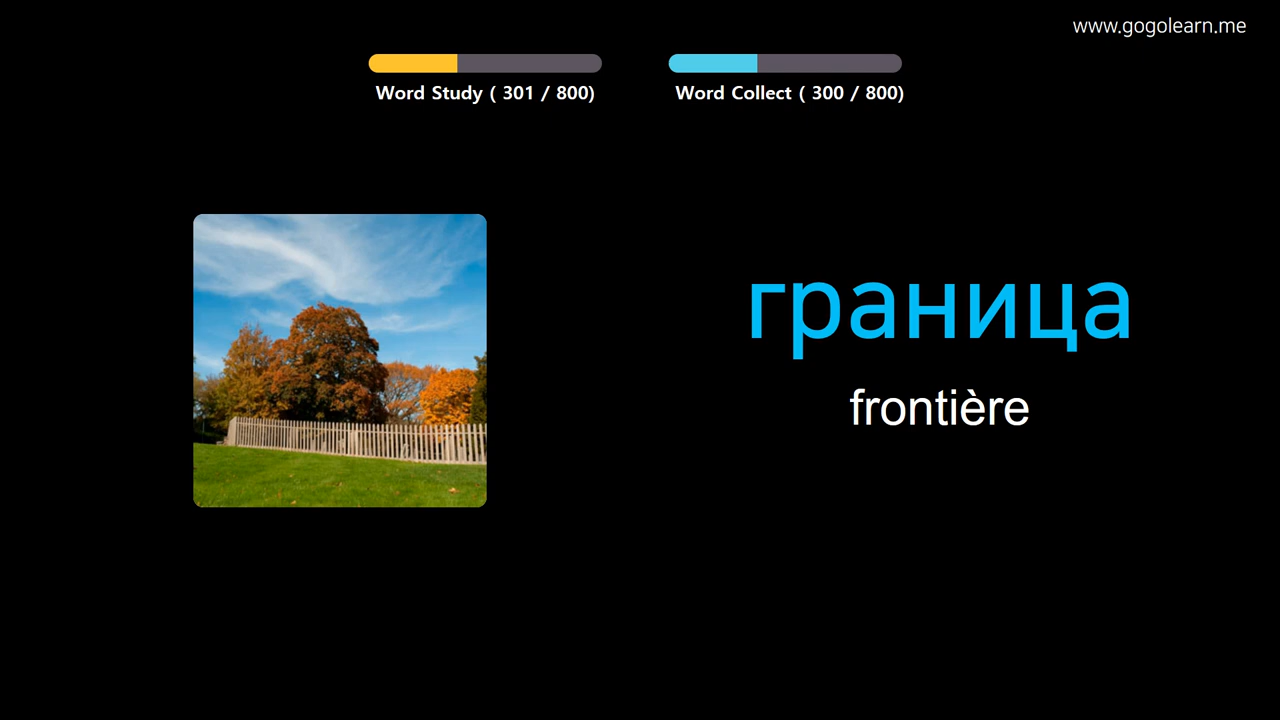 www.gogolearn.me
Word Study ( 301 / 800)
Word Collect ( 300 / 800)
граница
frontière